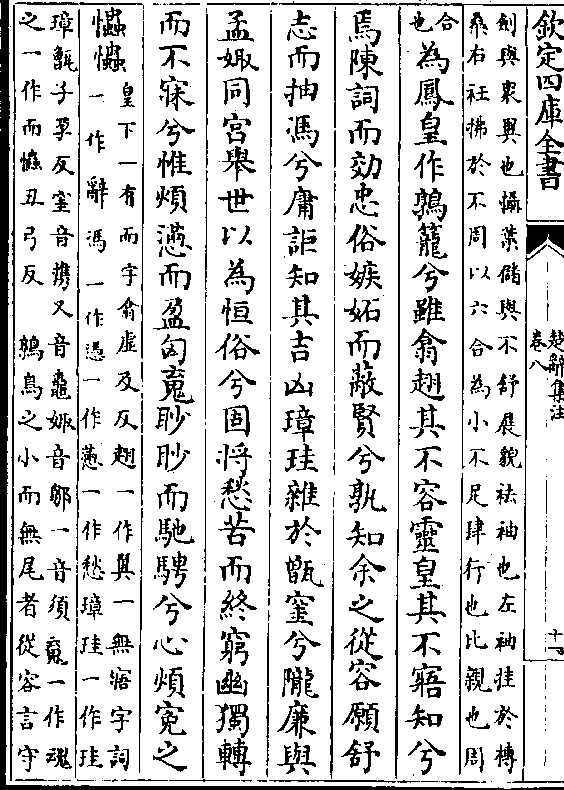 欽定四庫全書
楚辭集注
卷八
十一
劍與衆異也懾葉儲與不舒展貌袪袖也左袖挂於榑
桑右衽拂於不周以六合為小不足肆行也比親也周
合
也
為鳳皇作鶉籠兮雖翕翅其不容靈皇其不寤知兮
焉陳詞而効忠俗嫉妬而蔽賢兮孰知余之從容願舒
志而抽馮兮庸詎知其吉凶璋珪雜於甑窐兮隴廉與
孟娵同宮舉世以為恒俗兮固將愁苦而終窮幽獨轉
而不寐兮惟煩懣而盈匈䰟眇眇而馳騁兮心煩寃之
㦂㦂
皇下一有而字翕虛及反翅一作翼一無寤字詞
一作辭馮一作憑一作懣一作愁璋珪一作珪
璋甑子孕反窐音攜又音鼃娵音鄒一音須䰟一作魂
之一作而㦂丑弓反　鶉鳥之小而無尾者從容言守